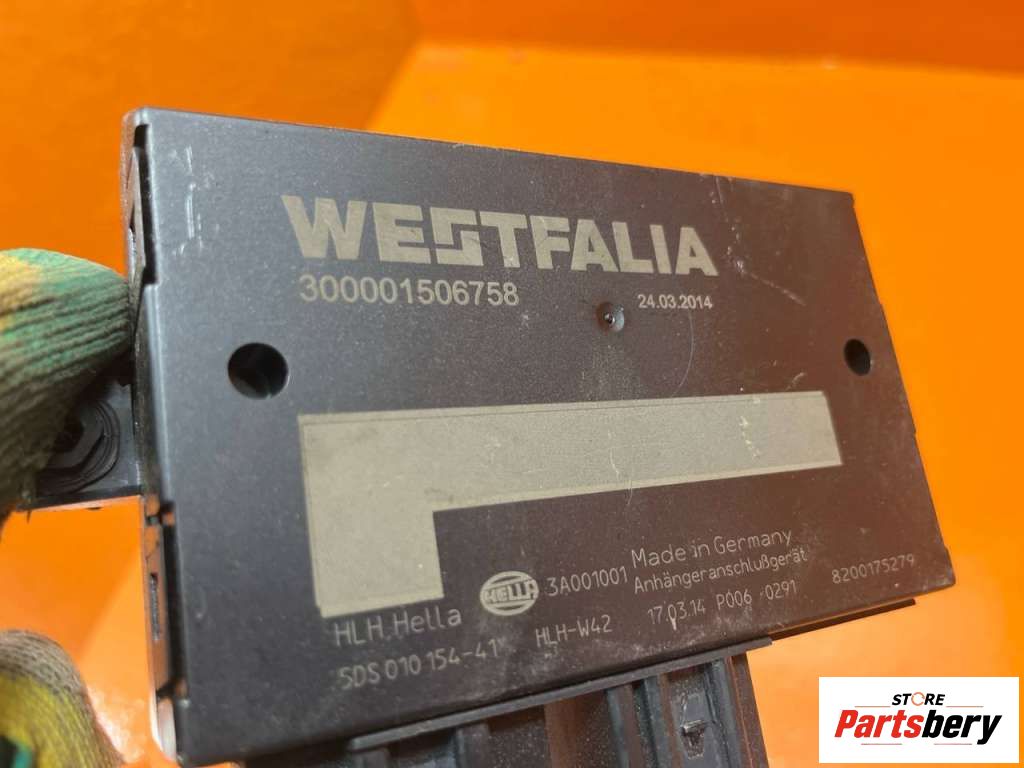 WESTFALIA
300001506758
24.03.2014
Made in Germany
HLH Hella HELLA 3A001001 Anhängeranschlußgerät
5DS 010 154-41 HLH-W42 17.03.14 P006 0291 8200175279
STORE
Partsbery